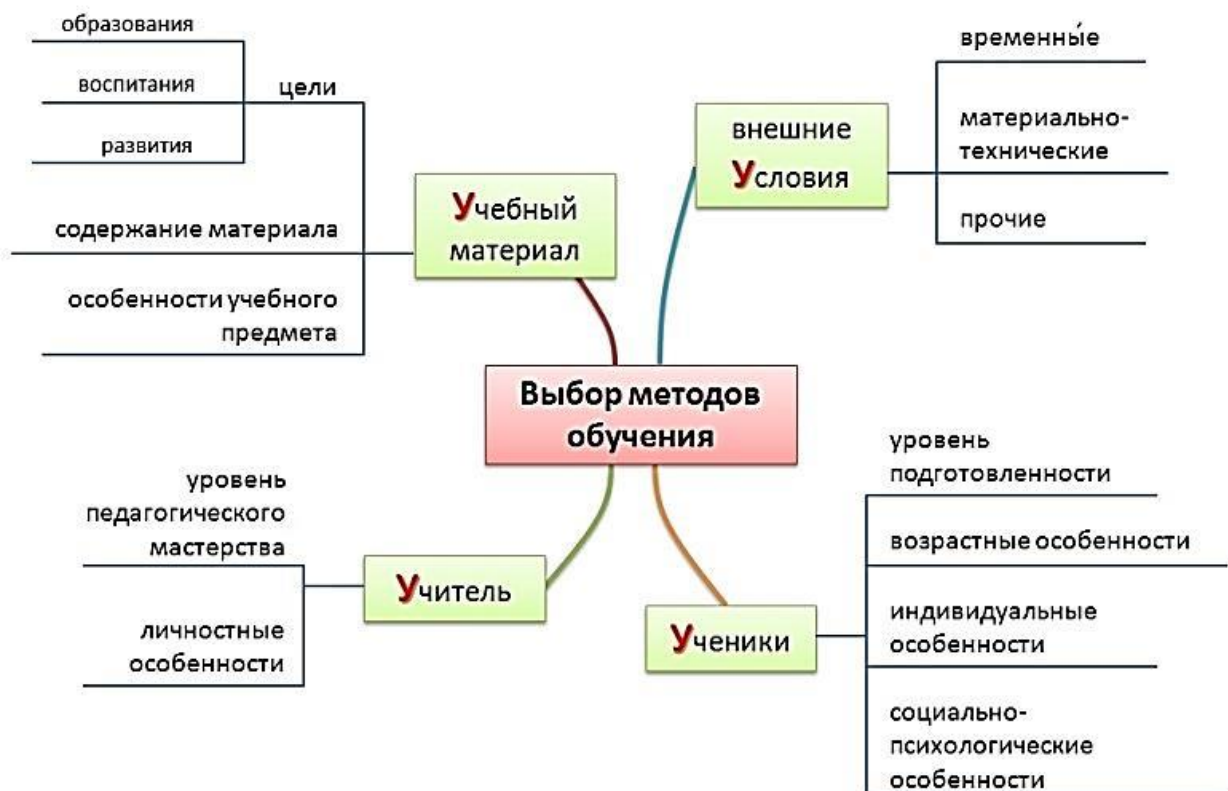 образования
воспитания
развития
цели
содержание материала
особенности учебного
предмета
Учебный
материал
внешние
Условия
временны́е
материально-
технические
прочие
Выбор методов
обучения
уровень
педагогического
мастерства
личностные
особенности
Учитель
Ученики
уровень
подготовленности
возрастные особенности
индивидуальные
особенности
социально-
психологические
особенности